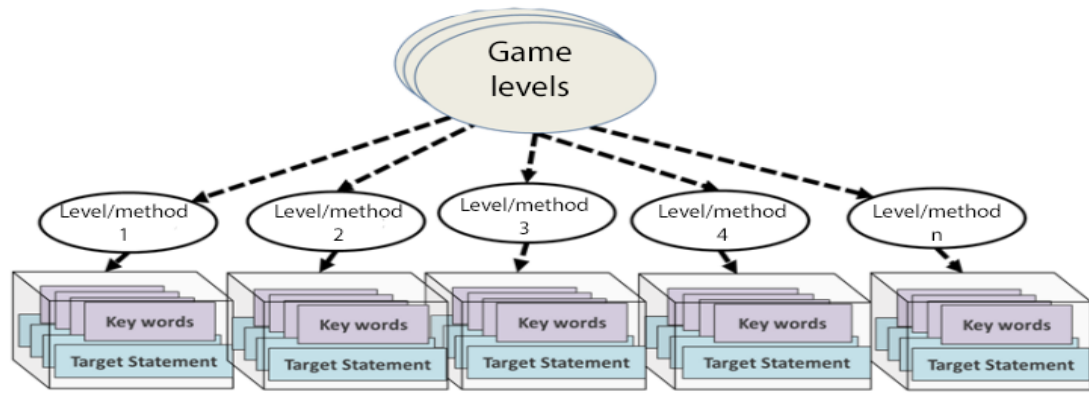 Game
levels
Level/method
1
Level/method
2
Level/method
3
Level/method
4
Level/method
n
Key words
Target Statement
Key words
Target Statement
Key words
Target Statement
Key words
Target Statement
Key words
Target Statement